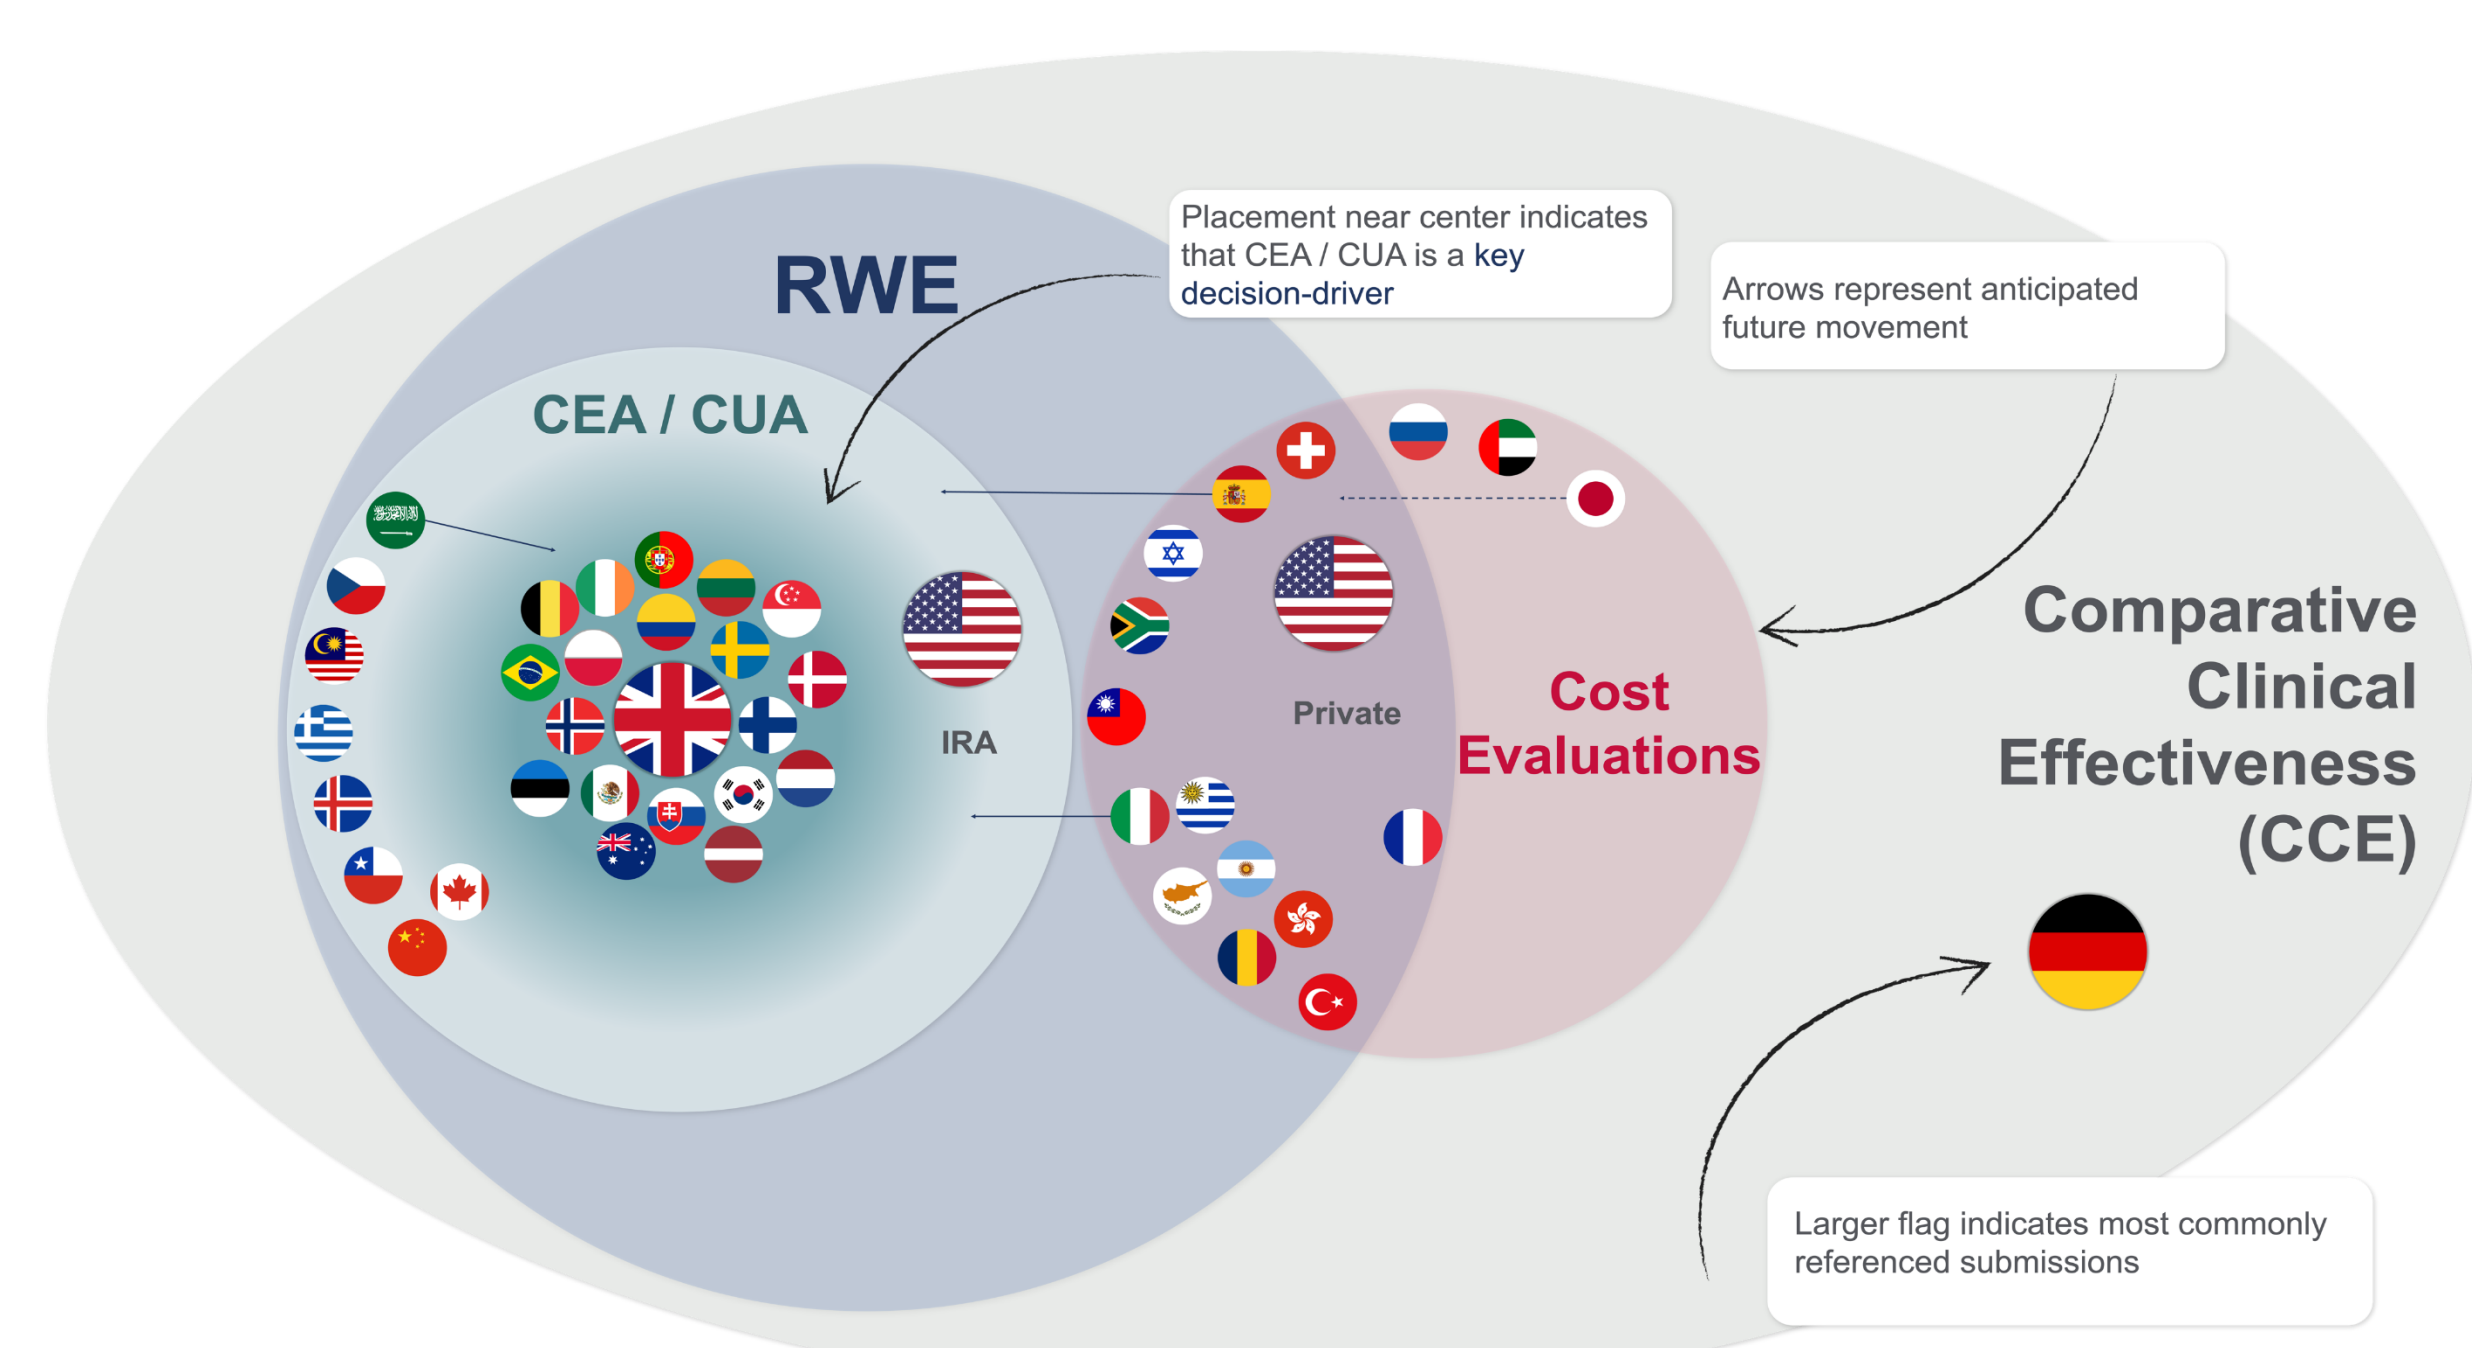 RWE
Placement near center indicates
that CEA / CUA is a key
decision-driver
Arrows represent anticipated
future movement
CEA / CUA
IRA
Private
Cost
Evaluations
Comparative
Clinical
Effectiveness
(CCE)
Larger flag indicates most commonly
referenced submissions